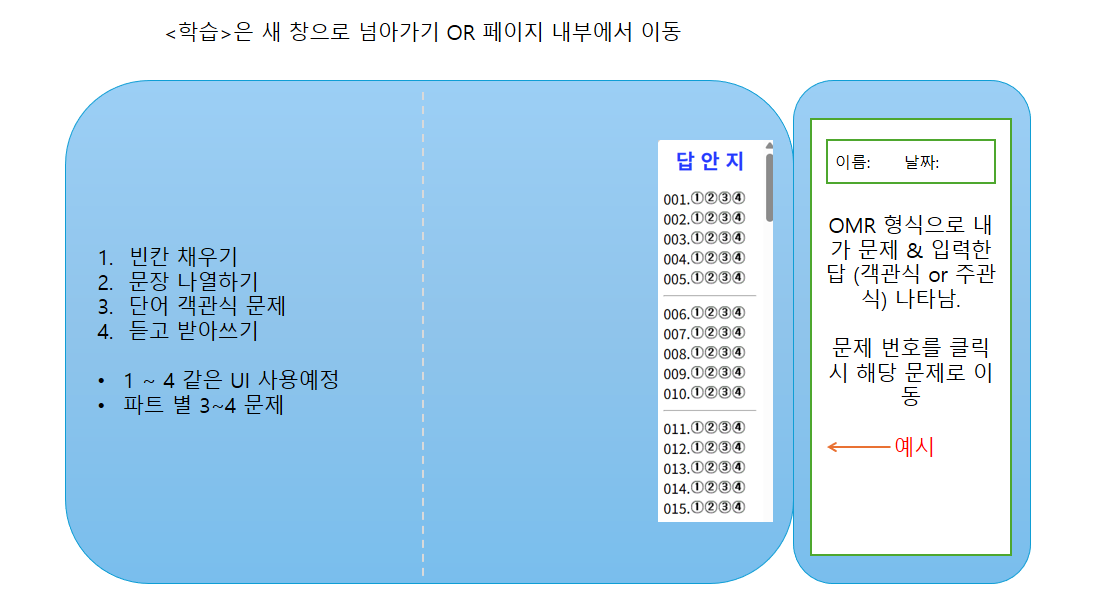 <학습>은 새 창으로 넘아가기 OR 페이지 내부에서 이동
1. 빈칸 채우기
2. 문장 나열하기
3. 단어 객관식 문제
4. 듣고 받아쓰기
• 1 ~ 4 같은 UI 사용예정
• 파트 별 3~4 문제
답 안 지
001.①②③④
002.①②③④
003.①②③④
004.①②③④
005.①②③④
006.①②③④
007.①②③④
008.①②③④
009.①②③④
010.①②③④
011.①②③④
012.①②③④
013.①②③④
014.①②③④
015.①②③④
이름: 날짜:
OMR 형식으로 내
가 문제 & 입력한
답 (객관식 or 주관
식) 나타남.
문제 번호를 클릭
시 해당 문제로 이
동
예시